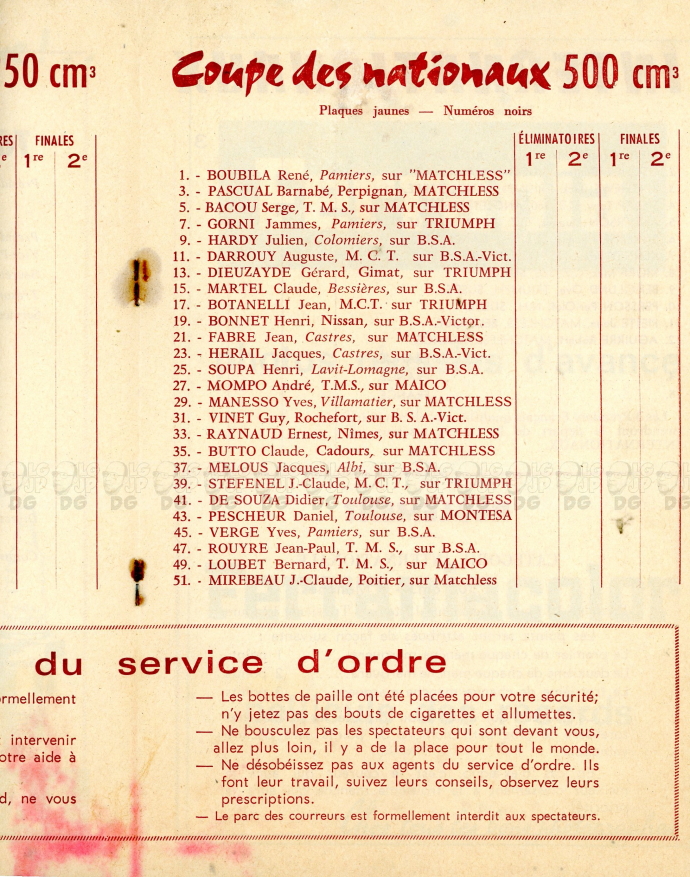 50 cm³
Coupe des nationaux 500 cm³
Plaques jaunes — Numéros noirs
RES FINALES
e 1re 2e
ÉLIMINATOIRES FINALES
1re 2e 1re 2e
1. - BOUBILA René, Pamiers, sur "MATCHLESS"
3. - PASCUAL Barnabé, Perpignan, MATCHLESS
5. - BACOU Serge, T. M. S., sur MATCHLESS
7. - GORNI Jammes, Pamiers, sur TRIUMPH
9. - HARDY Julien, Colomiers, sur B.S.A.
11. - DARROUY Auguste, M. C. T. sur B.S.A.-Vict.
13. - DIEUZAYDE Gérard, Gimat, sur TRIUMPH
15. - MARTEL Claude, Bessières, sur B.S.A.
17. - BOTANELLI Jean, M.C.T. sur TRIUMPH
19. - BONNET Henri, Nissan, sur B.S.A.-Victor.
21. - FABRE Jean, Castres, sur MATCHLESS
23. - HERAIL Jacques, Castres, sur B.S.A.-Vict.
25. - SOUPA Henri, Lavit-Lomagne, sur B.S.A.
27. - MOMPO André, T.M.S., sur MAICO
29. - MANESSO Yves, Villamatier, sur MATCHLESS
31. - VINET Guy, Rochefort, sur B. S. A.-Vict.
33. - RAYNAUD Ernest, Nîmes, sur MATCHLESS
35. - BUTTO Claude, Cadours, sur MATCHLESS
37. - MELOUS Jacques, Albi, sur B.S.A.
39. - STEFENEL J.-Claude, M. C. T., sur TRIUMPH
41. - DE SOUZA Didier, Toulouse, sur MATCHLESS
43. - PESCHEUR Daniel, Toulouse, sur MONTESA
45. - VERGE Yves, Pamiers, sur B.S.A.
47. - ROUYRE Jean-Paul, T. M. S., sur B.S.A.
49. - LOUBET Bernard, T. M. S., sur MAICO
51. - MIREBEAU J.-Claude, Poitier, sur Matchless
du service d'ordre
ormellement
intervenir
otre aide à
d, ne vous
— Les bottes de paille ont été placées pour votre sécurité;
n'y jetez pas des bouts de cigarettes et allumettes.
— Ne bousculez pas les spectateurs qui sont devant vous,
allez plus loin, il y a de la place pour tout le monde.
— Ne désobéissez pas aux agents du service d'ordre. Ils
font leur travail, suivez leurs conseils, observez leurs
prescriptions.
— Le parc des courreurs est formellement interdit aux spectateurs.